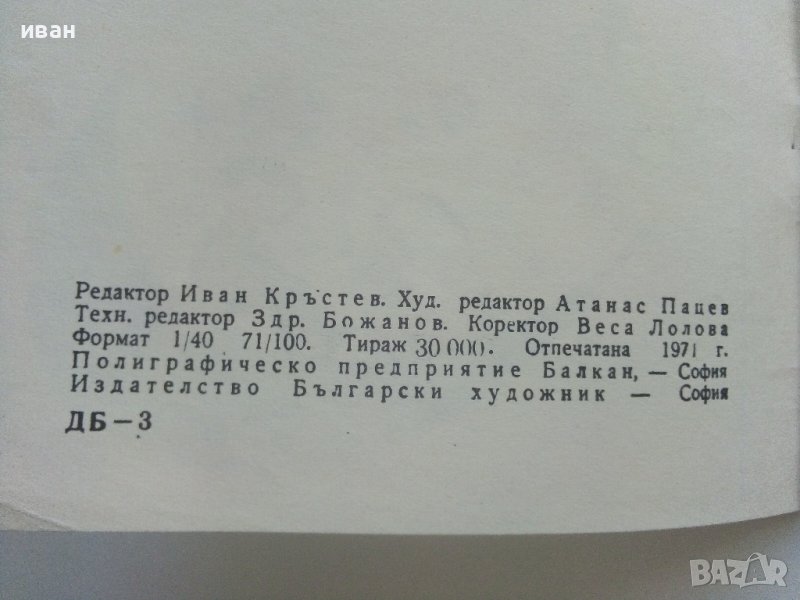 иван
Редактор Иван Кръстев. Худ. редактор Атанас Пацев
Техн. редактор Здр. Божанов. Коректор Веса Лолова
Формат 1/40 71/100. Тираж 30 000. Отпечатана 1971 г.
Полиграфическо предприятие Балкан, — София
Издателство Български художник — София
ДБ — 3
BAZAR